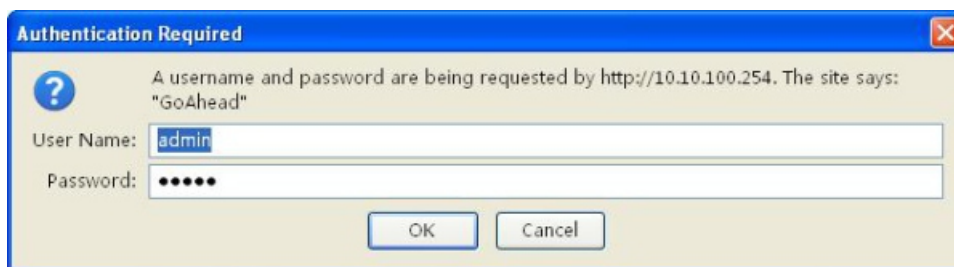 Authentication Required
A username and password are being requested by http://10.10.100.254. The site says:
"GoAhead"
User Name: admin
Password: •••••
OK Cancel